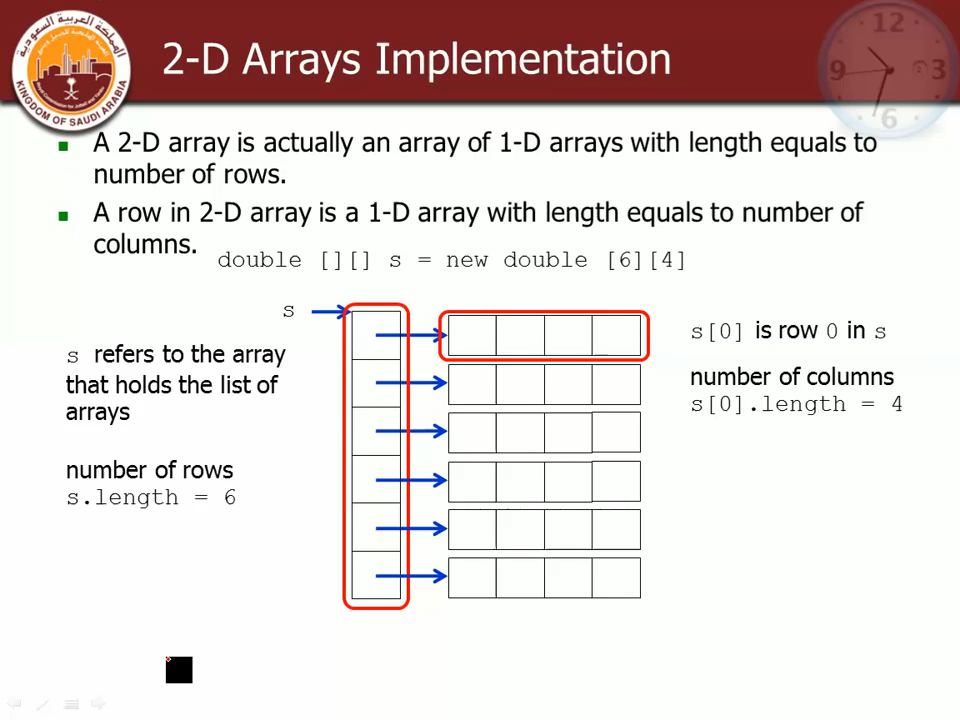 المملكة العربية السعودية
KINGDOM OF SAUDI ARABIA
2-D Arrays Implementation
12
9
3
6
A 2-D array is actually an array of 1-D arrays with length equals to
number of rows.
A row in 2-D array is a 1-D array with length equals to number of
columns.
double [][] s = new double [6][4]
s
s refers to the array
that holds the list of
arrays
number of rows
s.length = 6
s[0] is row 0 in s
number of columns
s[0].length = 4